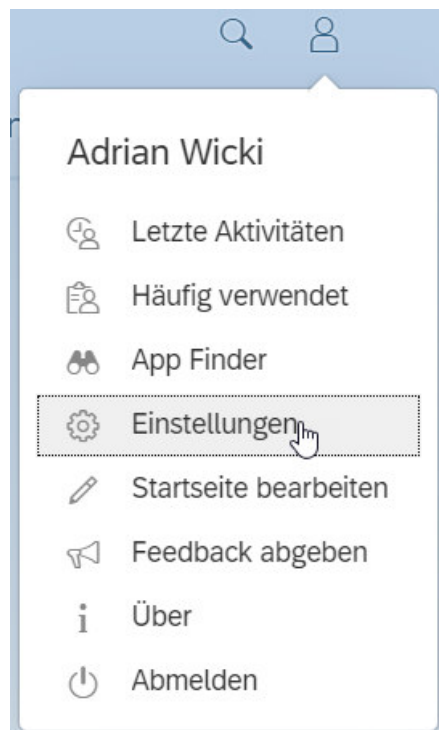 Adrian Wicki
Letzte Aktivitäten
Häufig verwendet
App Finder
Einstellungen
Startseite bearbeiten
Feedback abgeben
Über
Abmelden